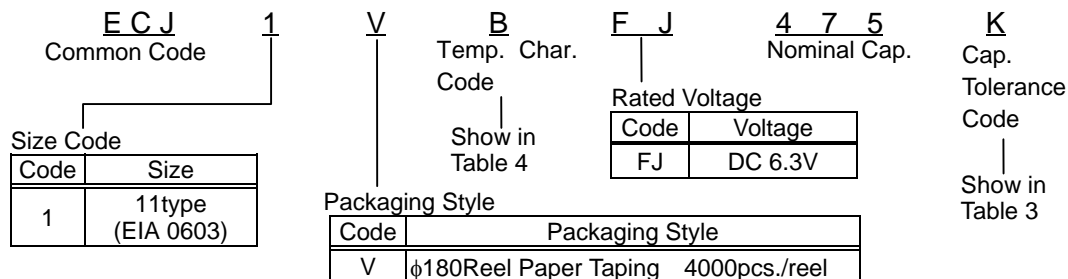 E C J 1 V B F J 4 7 5 K
Common Code
Temp. Char.
Code
Nominal Cap.
Cap.
Tolerance
Code
Rated Voltage
Code Voltage
FJ DC 6.3V
Show in
Table 4
Show in
Table 3
Size Code
Code Size
1 11type
(EIA 0603)
Packaging Style
Code Packaging Style
V ϕ180Reel Paper Taping 4000pcs./reel